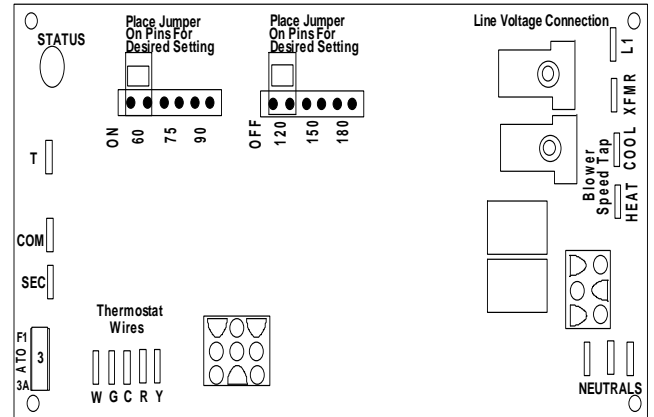 STATUS
Place Jumper
On Pins For
Desired Setting
Place Jumper
On Pins For
Desired Setting
Line Voltage Connection
L1
XFMR
COOL
HEAT
Blower
Speed Tap
ON
60
75
90
OFF
120
150
180
T
COM
SEC
F1
ATO
3
3A
Thermostat
Wires
W G C R Y
NEUTRALS